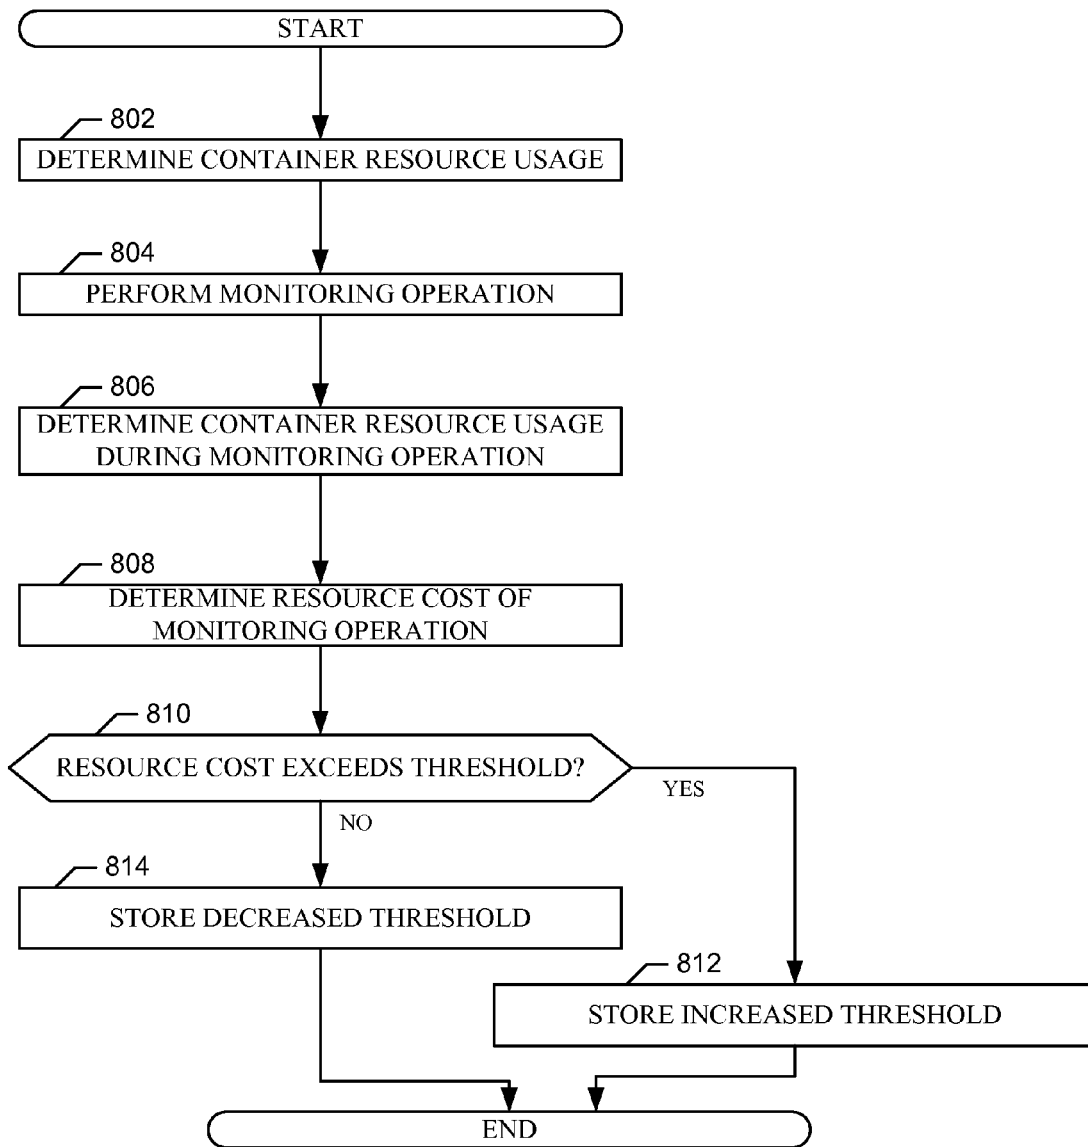 START
802
DETERMINE CONTAINER RESOURCE USAGE
804
PERFORM MONITORING OPERATION
806
DETERMINE CONTAINER RESOURCE USAGE
DURING MONITORING OPERATION
808
DETERMINE RESOURCE COST OF
MONITORING OPERATION
810
RESOURCE COST EXCEEDS THRESHOLD?
YES
NO
814
STORE DECREASED THRESHOLD
812
STORE INCREASED THRESHOLD
END